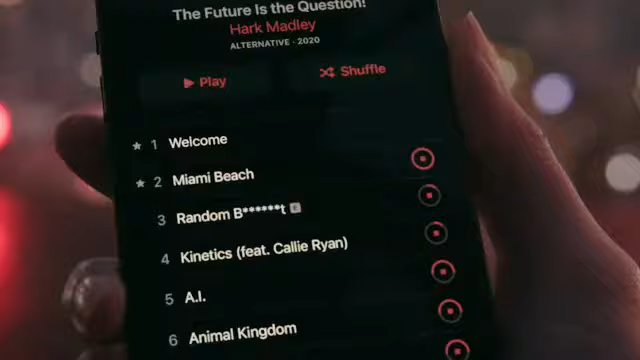 The Future Is the Question!
Hark Madley
ALTERNATIVE · 2020
Play
Shuffle
★ 1 Welcome
★ 2 Miami Beach
3 Random B******t E
4 Kinetics (feat. Callie Ryan)
5 A.I.
6 Animal Kingdom